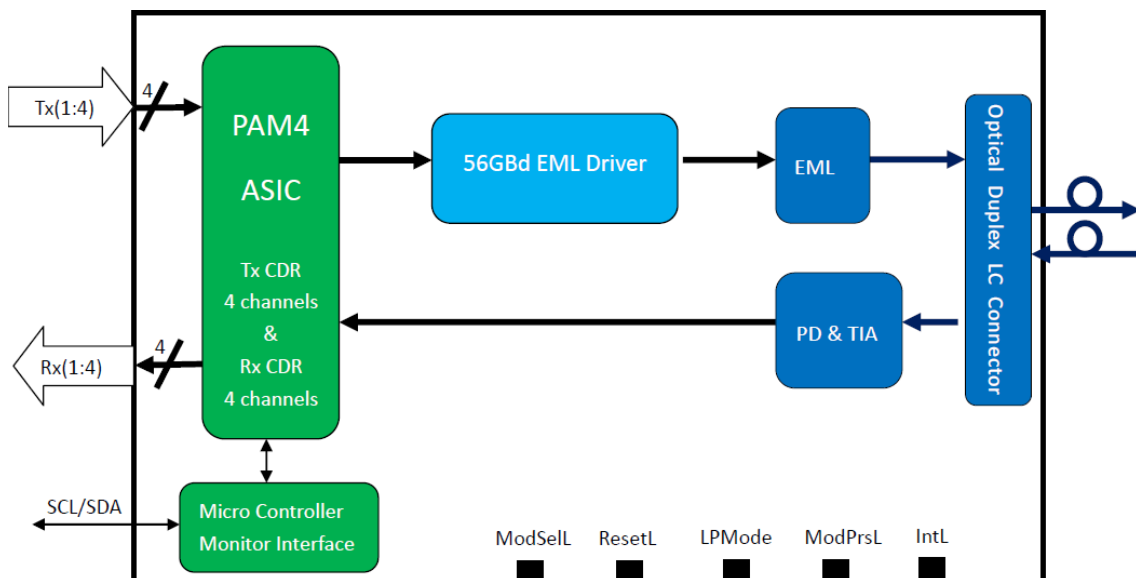 Tx(1:4)
4
PAM4
ASIC
Tx CDR
4 channels
&
Rx CDR
4 channels
56GBd EML Driver
EML
PD & TIA
Optical Duplex LC Connector
4
Rx(1:4)
SCL/SDA
Micro Controller
Monitor Interface
ModSelL
ResetL
LPMode
ModPrsL
IntL